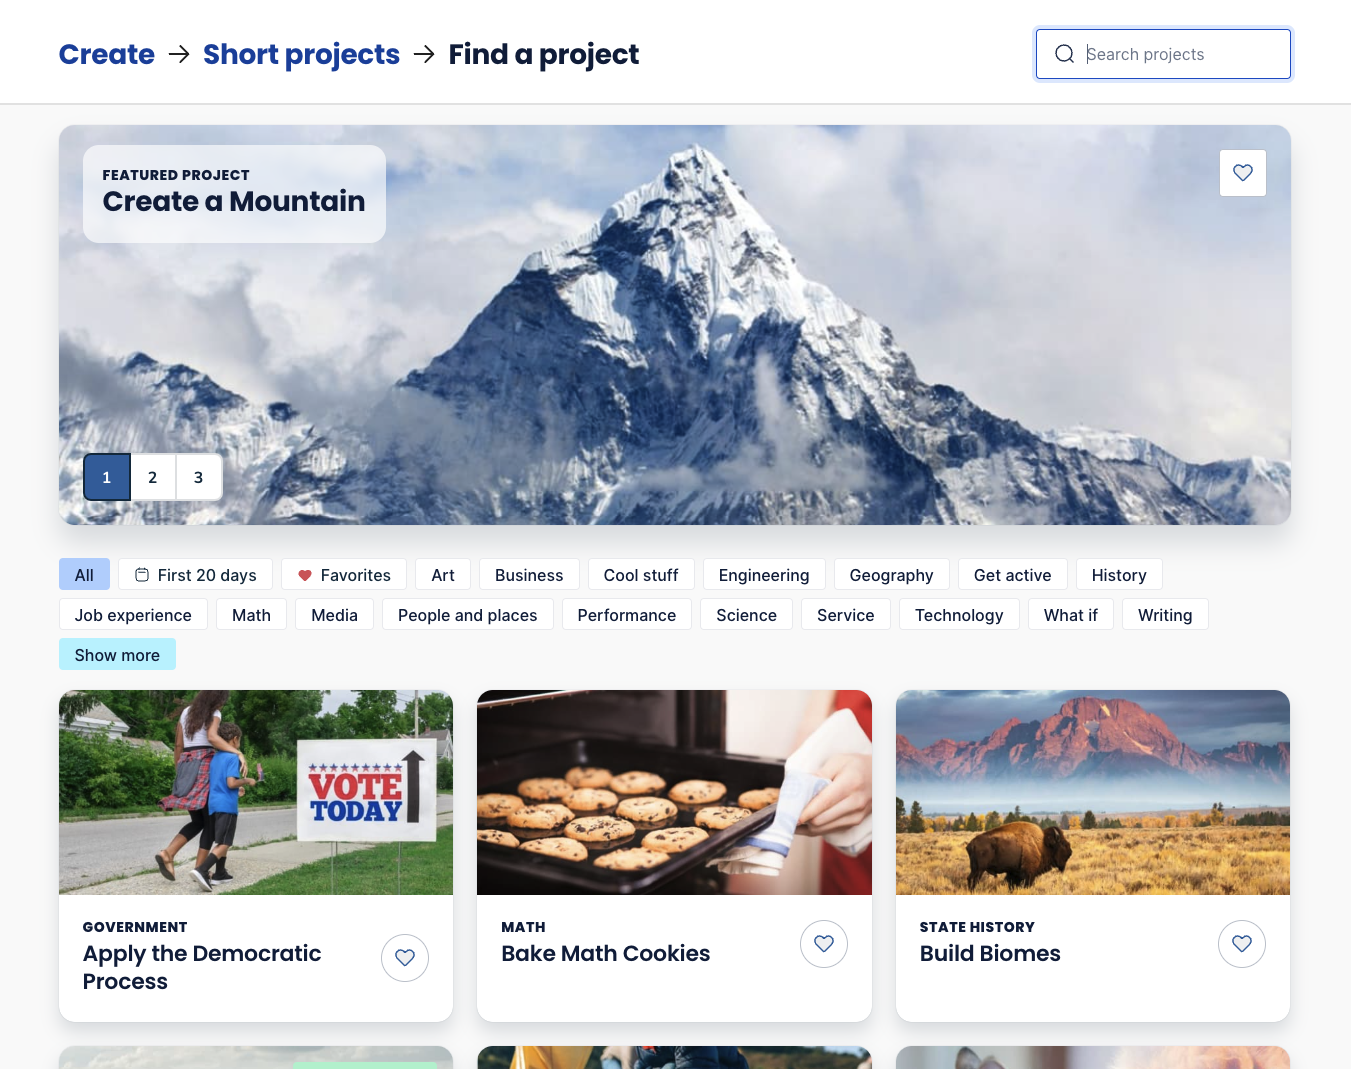 Create → Short projects → Find a project
Search projects
FEATURED PROJECT
Create a Mountain
1 2 3
All First 20 days Favorites Art Business Cool stuff Engineering Geography Get active History
Job experience Math Media People and places Performance Science Service Technology What if Writing
Show more
VOTE
TODAY
GOVERNMENT
Apply the Democratic
Process
MATH
Bake Math Cookies
STATE HISTORY
Build Biomes